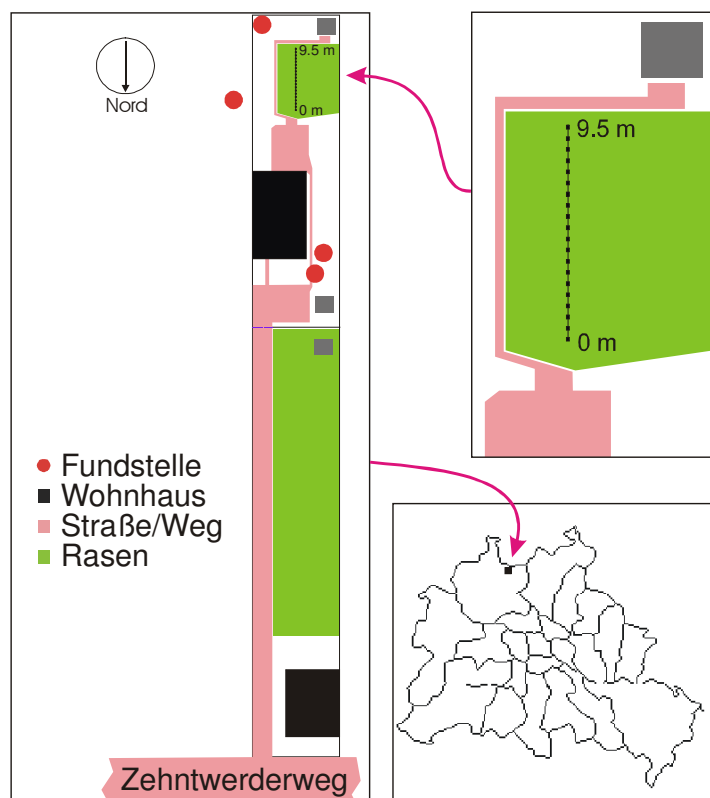 9.5 m
0 m
Nord
Fundstelle
Wohnhaus
Straße/Weg
Rasen
Zehntwerderweg
9.5 m
0 m